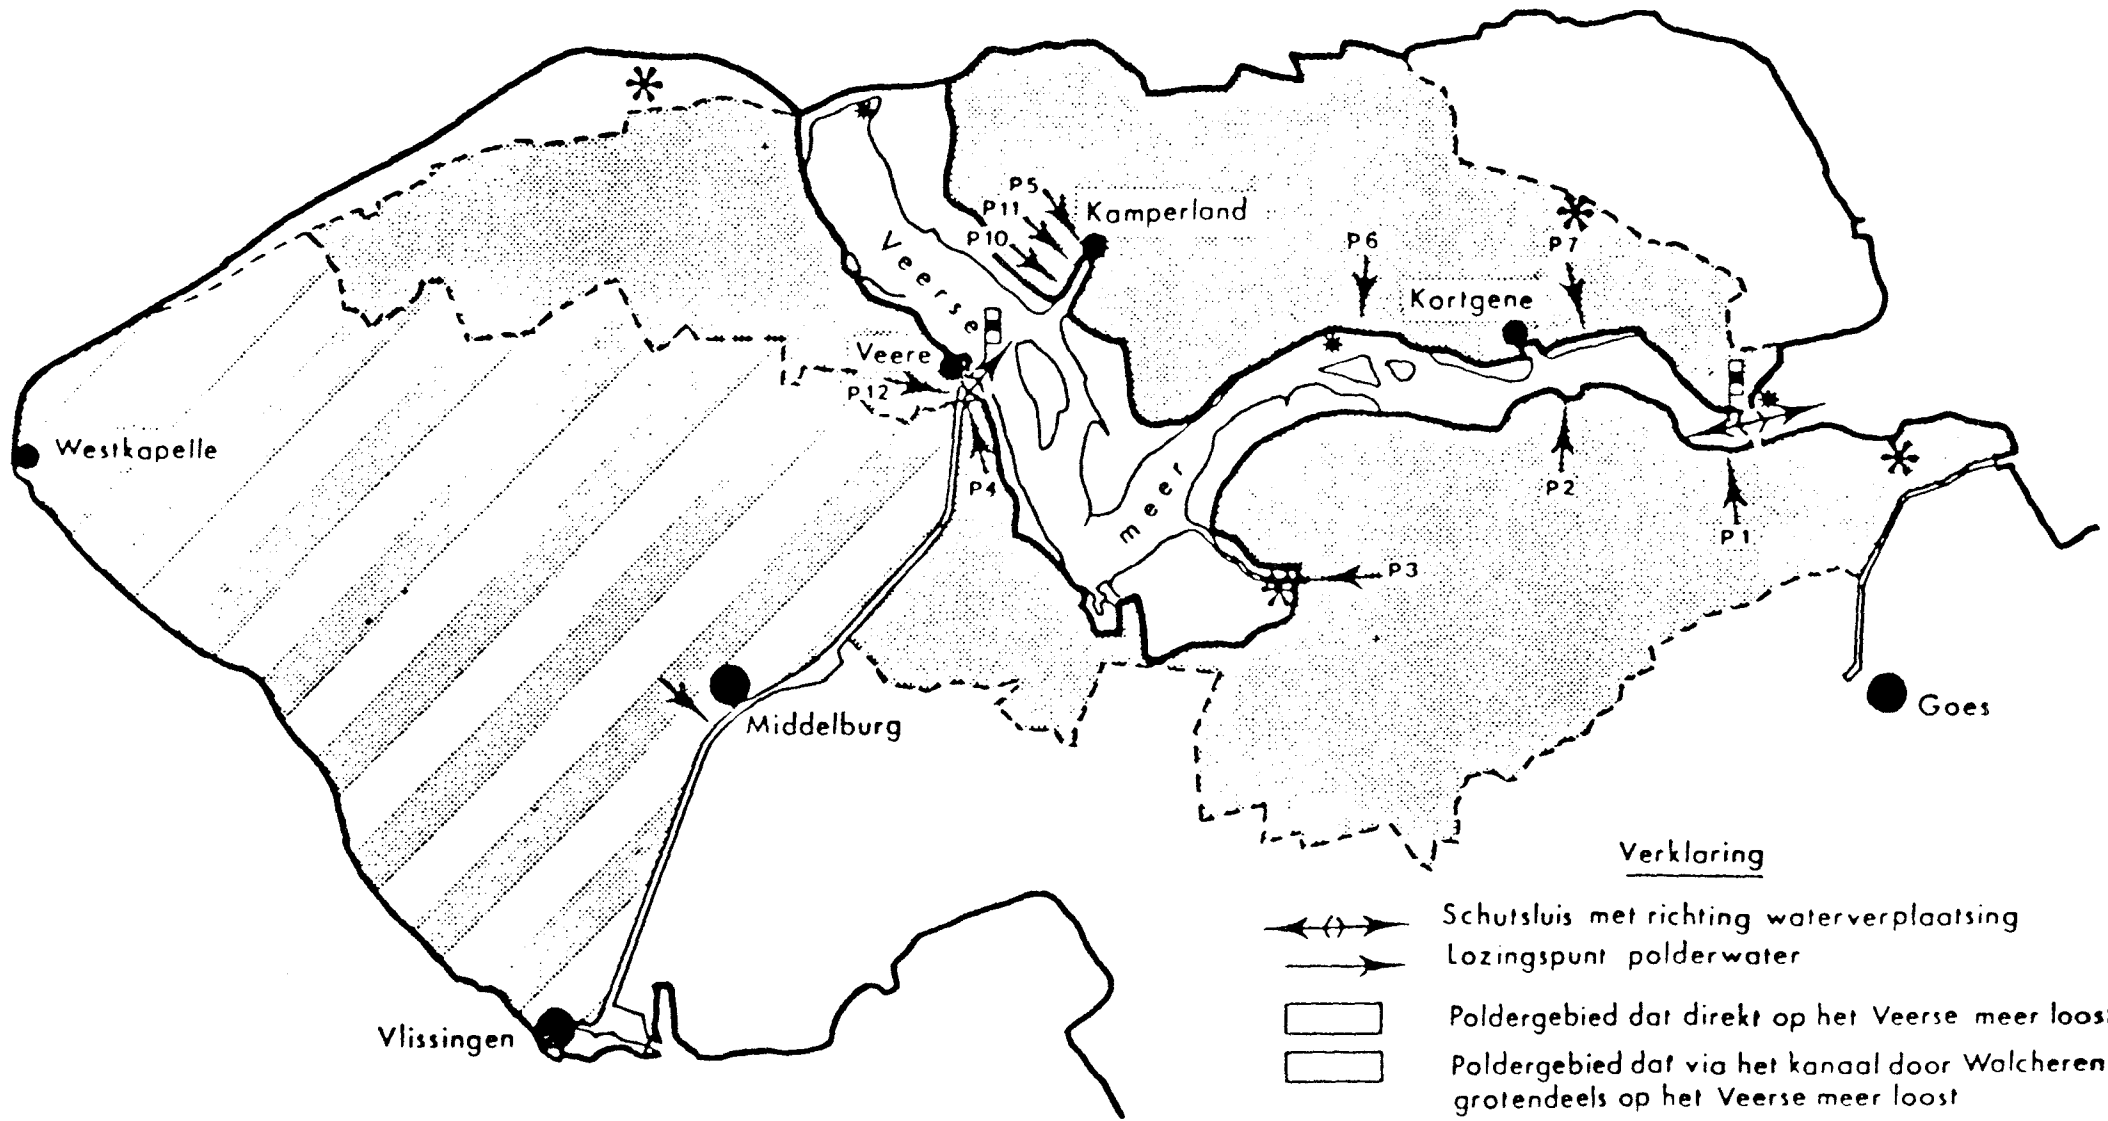 P5
P11
Kamperland
P10
P6
P7
Veerse
Kortgene
Veere
P12
Westkapelle
P4
P2
meer
P1
P3
Goes
Middelburg
Verklaring
Schutsluis met richting waterverplaatsing
Lozingspunt polderwater
Vlissingen
Poldergebied dat direkt op het Veerse meer loos
Poldergebied dat via het kanaal door Walcheren
grotendeels op het Veerse meer loost